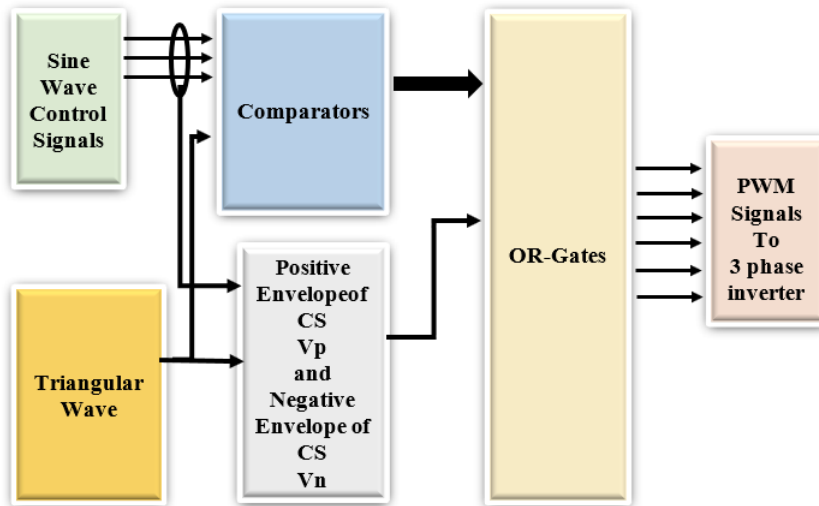 Sine
Wave
Control
Signals
Comparators
Triangular
Wave
Positive
Envelopeof
CS
Vp
and
Negative
Envelope of
CS
Vn
OR-Gates
PWM
Signals
To
3 phase
inverter